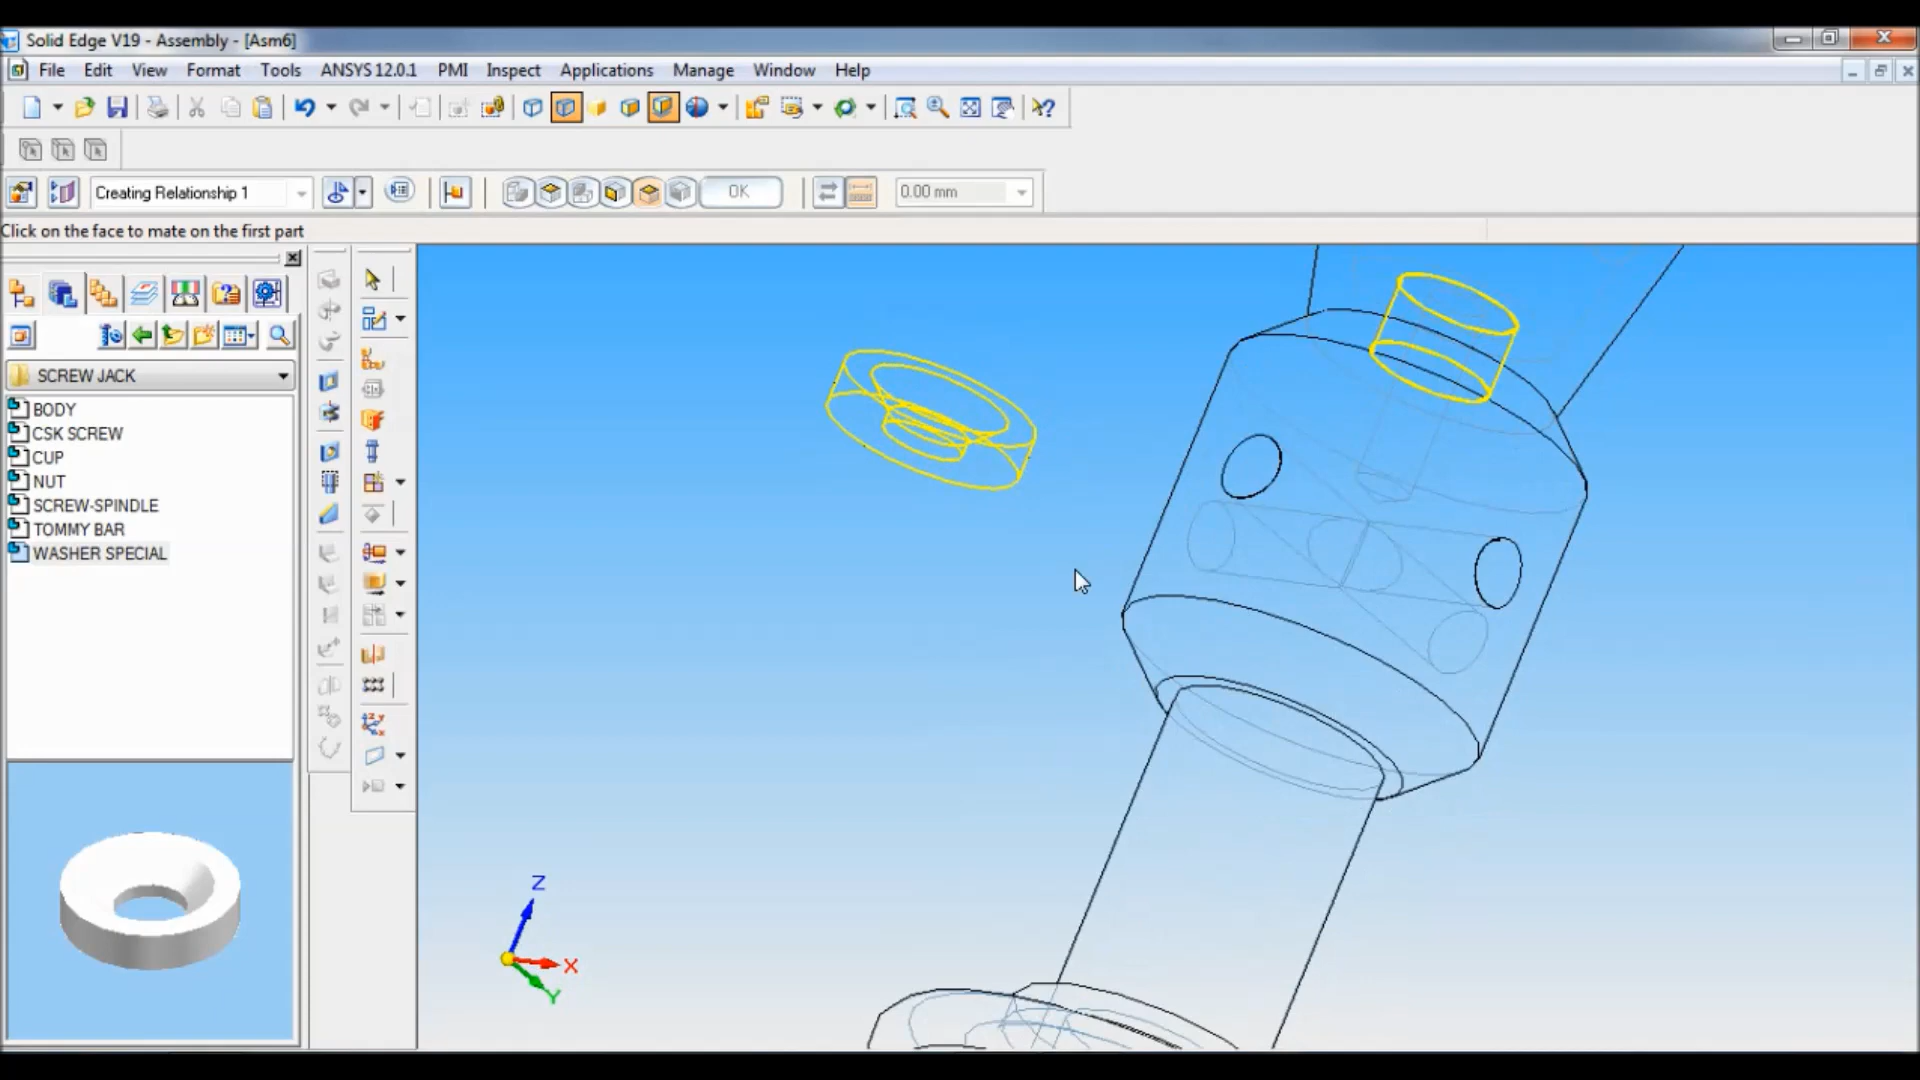 Solid Edge V19 - Assembly - [Asm6]
File Edit View Format Tools ANSYS 12.0.1 PMI Inspect Applications Manage Window Help
Creating Relationship 1 OK 0.00 mm
Click on the face to mate on the first part
SCREW JACK
BODY
CSK SCREW
CUP
NUT
SCREW-SPINDLE
TOMMY BAR
WASHER SPECIAL
Z
X
Y